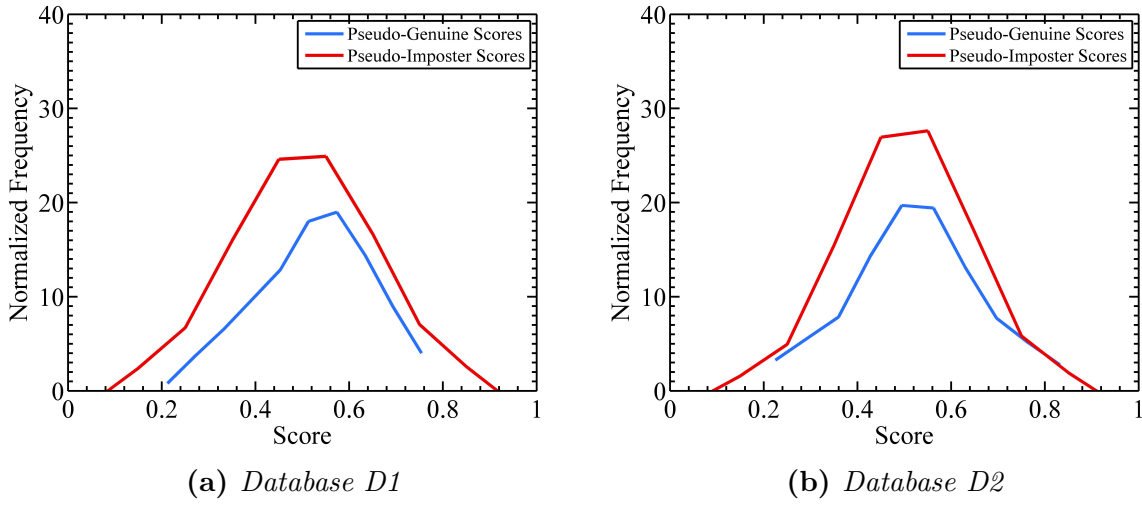 40
30
20
10
0
Normalized Frequency
Pseudo-Genuine Scores
Pseudo-Imposter Scores
0 0.2 0.4 0.6 0.8 1
Score
(a) Database D1
40
30
20
10
0
Normalized Frequency
Pseudo-Genuine Scores
Pseudo-Imposter Scores
0 0.2 0.4 0.6 0.8 1
Score
(b) Database D2